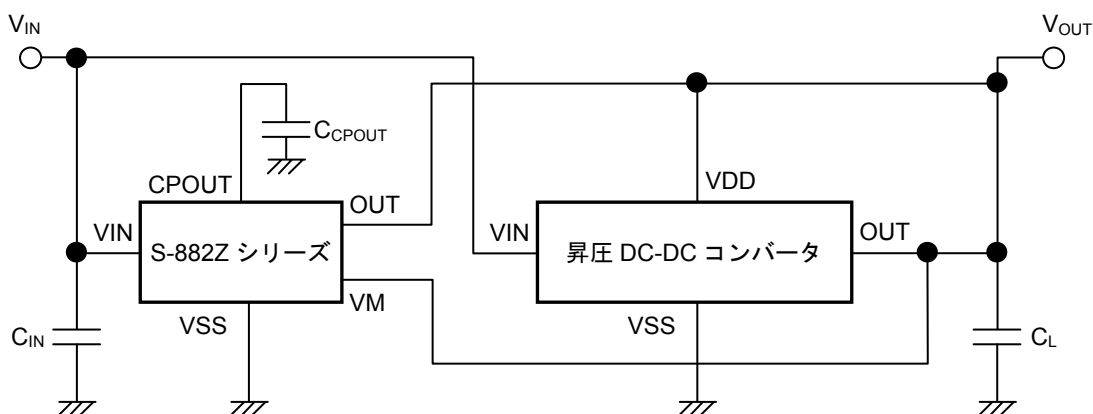 VIN
VOUT
CCPOUT
CPOUT
VDD
OUT
VIN
S-882Z シリーズ
VIN
昇圧 DC-DC コンバータ
OUT
VM
VSS
VSS
CIN
CL